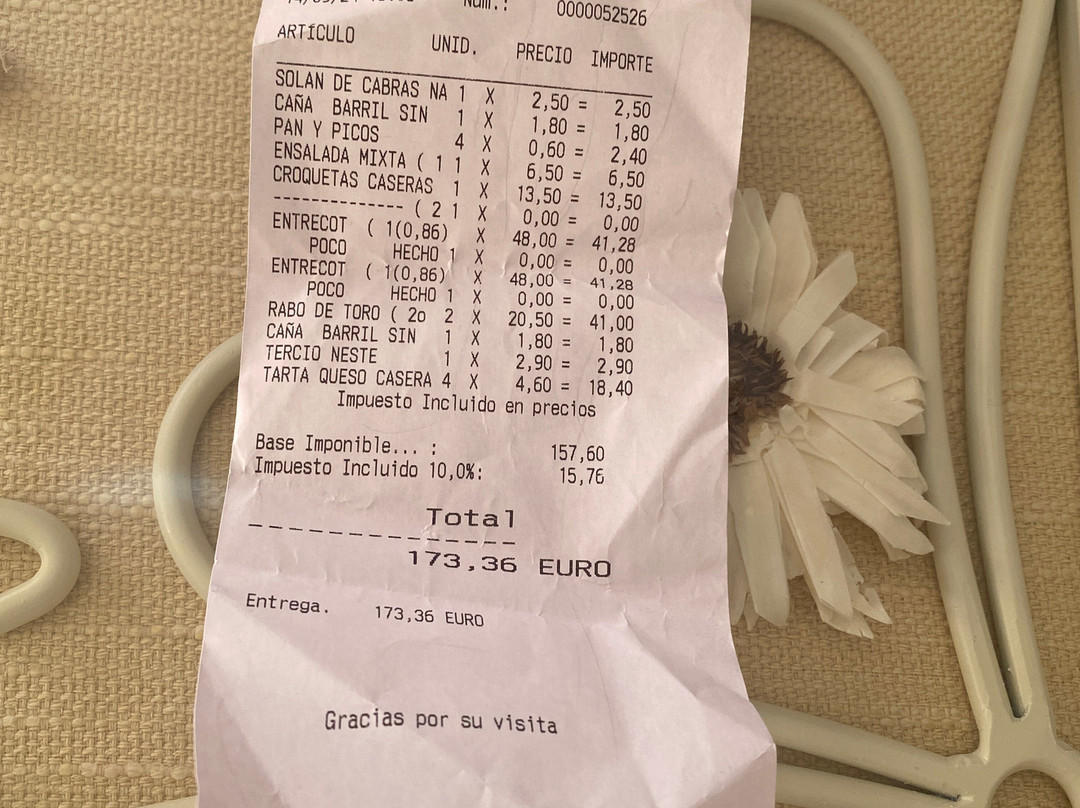 Núm.: 0000052526
ARTÍCULO UNID. PRECIO IMPORTE
SOLAN DE CABRAS NA 1 X 2,50 = 2,50
CAÑA BARRIL SIN 1 X 1,80 = 1,80
PAN Y PICOS 4 X 0,60 = 2,40
ENSALADA MIXTA ( 1 1 X 6,50 = 6,50
CROQUETAS CASERAS 1 X 13,50 = 13,50
-------------- ( 2 1 X 0,00 = 0,00
ENTRECOT ( 1(0,86) X 48,00 = 41,28
POCO HECHO 1 X 0,00 = 0,00
ENTRECOT ( 1(0,86) X 48,00 = 41,28
POCO HECHO 1 X 0,00 = 0,00
RABO DE TORO ( 2o 2 X 20,50 = 41,00
CAÑA BARRIL SIN 1 X 1,80 = 1,80
TERCIO NESTE 1 X 2,90 = 2,90
TARTA QUESO CASERA 4 X 4,60 = 18,40
Impuesto Incluido en precios
Base Imponible... : 157,60
Impuesto Incluido 10,0%: 15,76
Total
--------------
173,36 EURO
Entrega. 173,36 EURO
Gracias por su visita